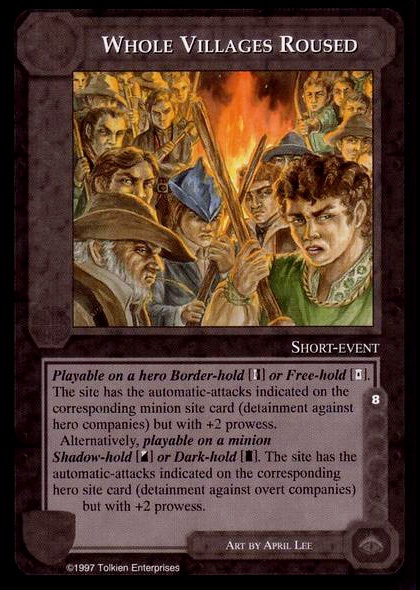 WHOLE VILLAGES ROUSED
SHORT-EVENT
Playable on a hero Border-hold [] or Free-hold [].
The site has the automatic-attacks indicated on the
corresponding minion site card (detainment against
hero companies) but with +2 prowess.
Alternatively, playable on a minion
Shadow-hold [] or Dark-hold []. The site has the
automatic-attacks indicated on the corresponding
hero site card (detainment against overt companies)
but with +2 prowess.
8
ART BY APRIL LEE
©1997 Tolkien Enterprises